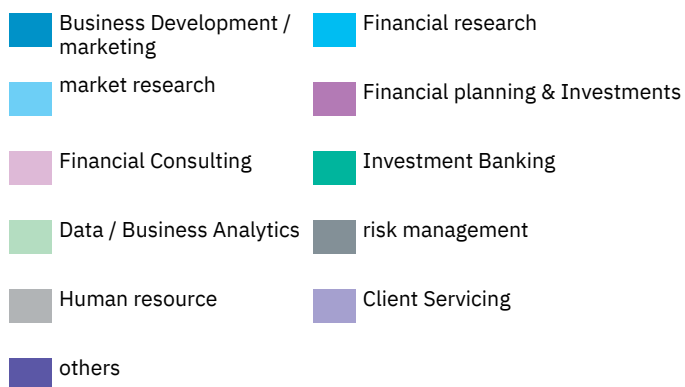 Business Development /
marketing
Financial research
market research
Financial planning & Investments
Financial Consulting
Investment Banking
Data / Business Analytics
risk management
Human resource
Client Servicing
others